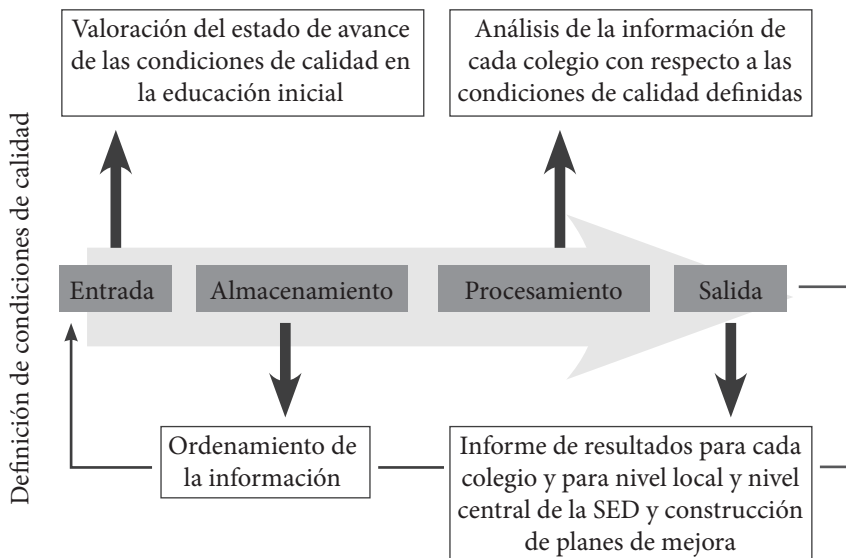 Definición de condiciones de calidad
Valoración del estado de avance
de las condiciones de calidad en
la educación inicial
Análisis de la información de
cada colegio con respecto a las
condiciones de calidad definidas
Entrada
Almacenamiento
Procesamiento
Salida
Ordenamiento de
la información
Informe de resultados para cada
colegio y para nivel local y nivel
central de la SED y construcción
de planes de mejora